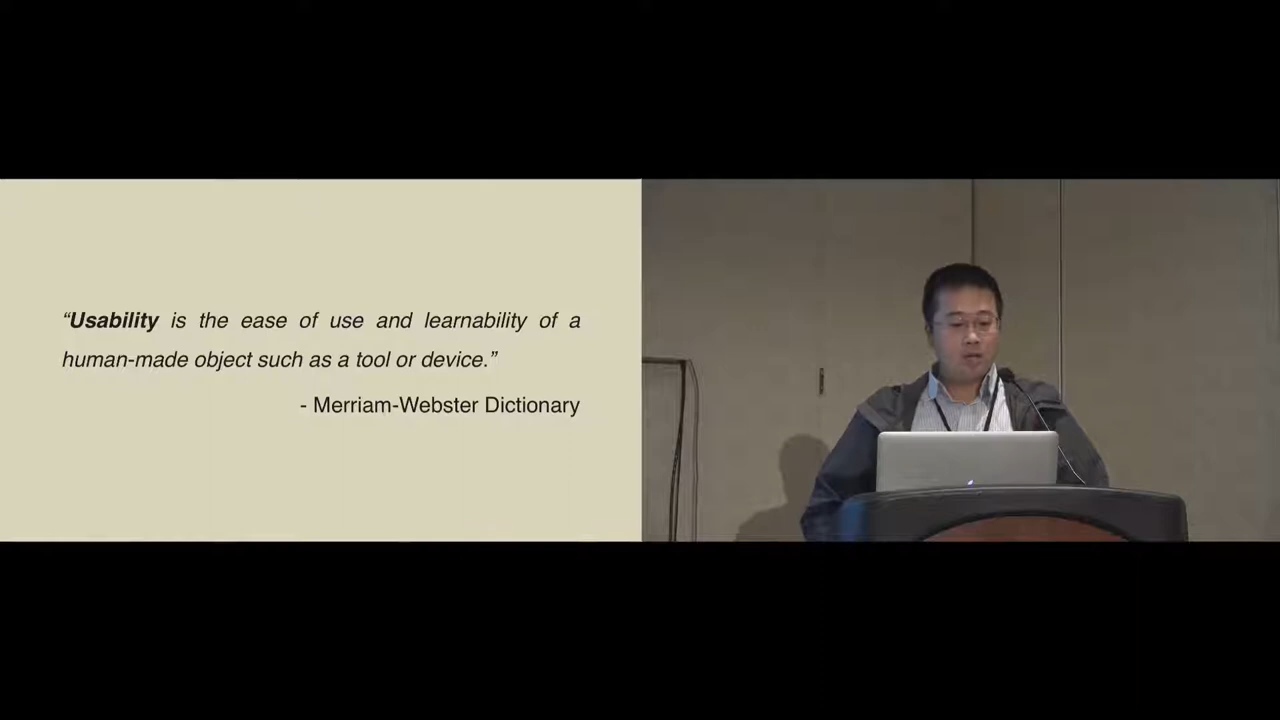 “Usability is the ease of use and learnability of a
human-made object such as a tool or device.”
- Merriam-Webster Dictionary